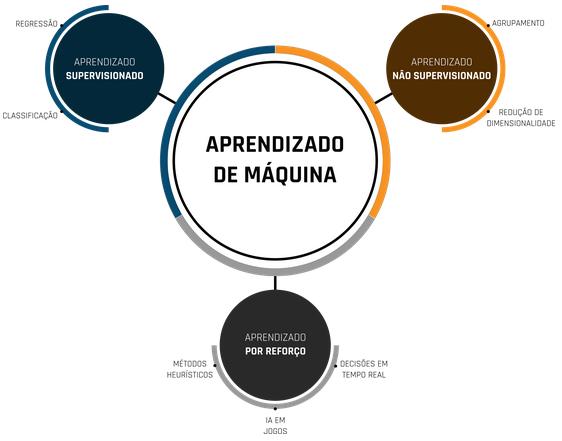 REGRESSÃO
APRENDIZADO
SUPERVISIONADO
CLASSIFICAÇÃO
AGRUPAMENTO
APRENDIZADO
NÃO SUPERVISIONADO
REDUÇÃO DE
DIMENSIONALIDADE
APRENDIZADO
DE MÁQUINA
APRENDIZADO
POR REFORÇO
MÉTODOS
HEURÍSTICOS
DECISÕES EM
TEMPO REAL
IA EM
JOGOS